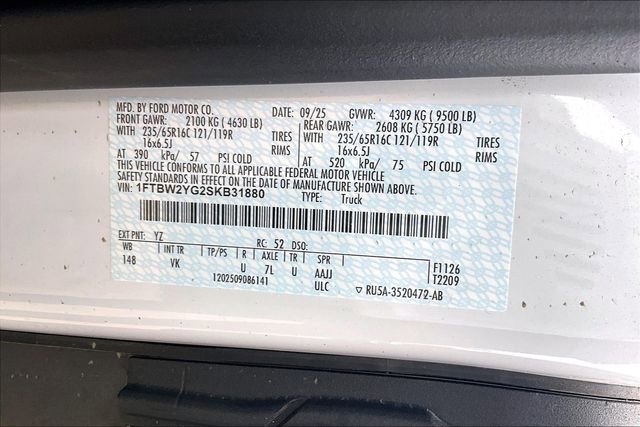 MFD. BY FORD MOTOR CO. DATE: 09/25 GVWR: 4309 KG ( 9500 LB)
FRONT GAWR: 2100 KG ( 4630 LB) REAR GAWR: 2608 KG ( 5750 LB)
WITH 235/65R16C 121/119R TIRES WITH 235/65R16C 121/119R TIRES
16x6.5J RIMS 16x6.5J RIMS
AT 390 kPa/ 57 PSI COLD AT 520 kPa/ 75 PSI COLD
THIS VEHICLE CONFORMS TO ALL APPLICABLE FEDERAL MOTOR VEHICLE
SAFETY STANDARDS IN EFFECT ON THE DATE OF MANUFACTURE SHOWN ABOVE.
VIN: 1FTBW2YG2SKB31880 TYPE: Truck
EXT PNT: YZ RC: 52 DSO:
WB INT TR TP/PS R AXLE TR SPR F1126
148 VK U 7L U AAJJ T2209
1202509086141 ULC ▽ RU5A-3520472-AB